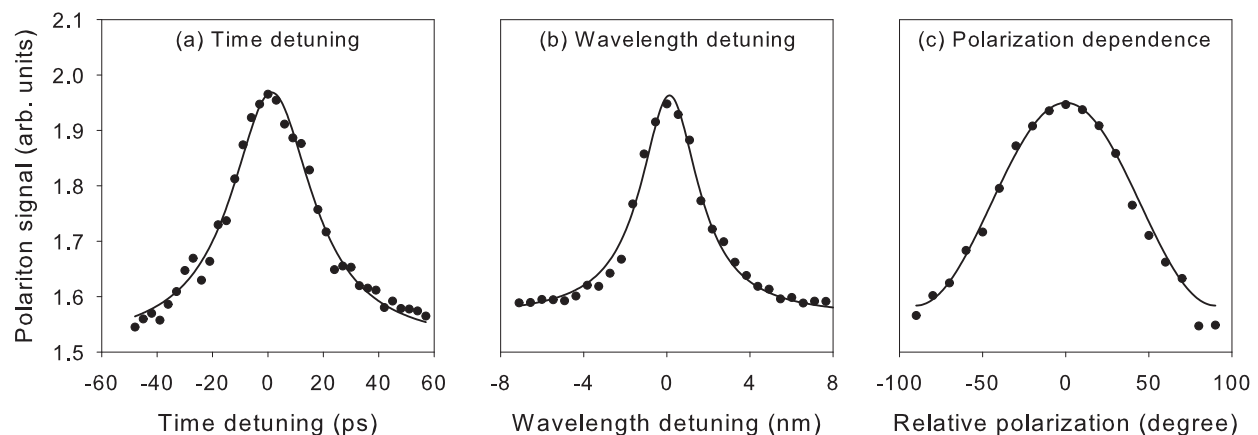 Polariton signal (arb. units)
2.1
2.0
1.9
1.8
1.7
1.6
1.5
(a) Time detuning
-60 -40 -20 0 20 40 60
Time detuning (ps)
(b) Wavelength detuning
-8 -4 0 4 8
Wavelength detuning (nm)
(c) Polarization dependence
-100 -50 0 50 100
Relative polarization (degree)